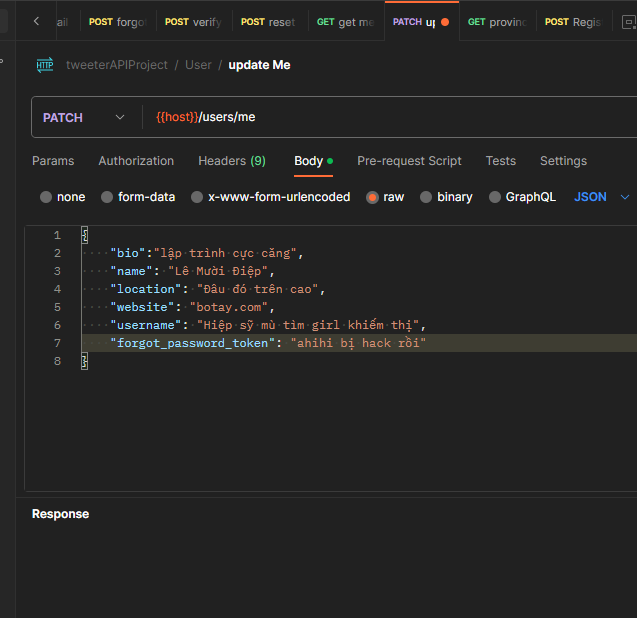 ail POST forgo POST verify POST reset GET get me PATCH up GET provinc POST Regis
HTTP tweeterAPIProject / User / update Me
PATCH {{host}}/users/me
Params Authorization Headers (9) Body Pre-request Script Tests Settings
none form-data x-www-form-urlencoded raw binary GraphQL JSON
1 {
2 "bio":"lập trình cực căng",
3 "name": "Lê Mười Điệp",
4 "location": "Đâu đó trên cao",
5 "website": "botay.com",
6 "username": "Hiệp sỹ mù tìm girl khiếm thị",
7 "forgot_password_token": "ahihi bị hack rồi"
8 }
Response